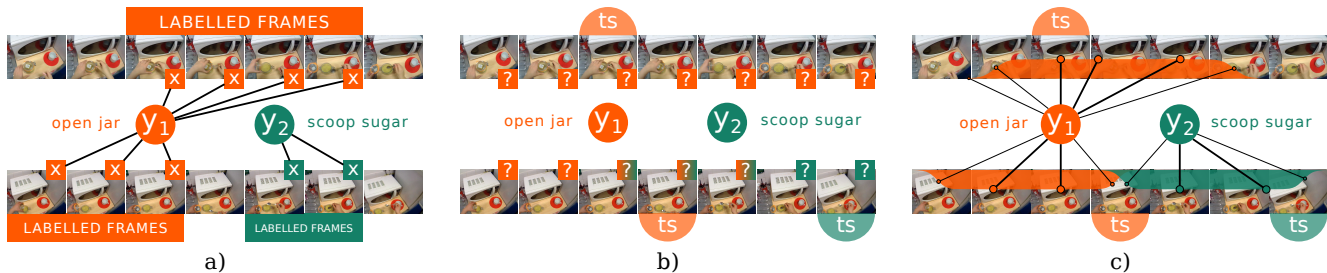 LABELLED FRAMES
x x x x
open jar y1 y2 scoop sugar
x x x x x
LABELLED FRAMES LABELLED FRAMES
a)
ts
? ? ? ? ? ? ?
open jar y1 y2 scoop sugar
? ? ? ? ? ? ?
ts ts
b)
ts
open jar y1 y2 scoop sugar
ts ts
c)